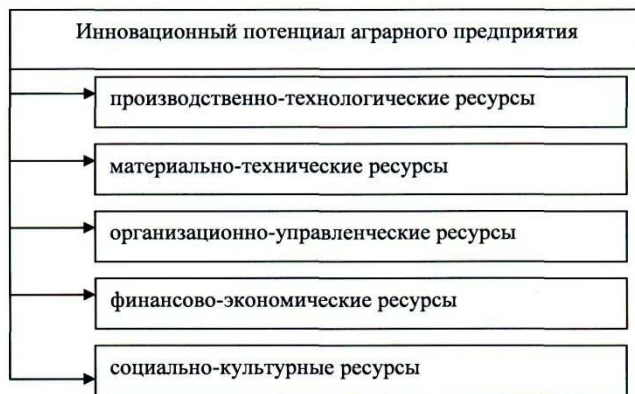 Инновационный потенциал аграрного предприятия
производственно-технологические ресурсы
материально-технические ресурсы
организационно-управленческие ресурсы
финансово-экономические ресурсы
социально-культурные ресурсы